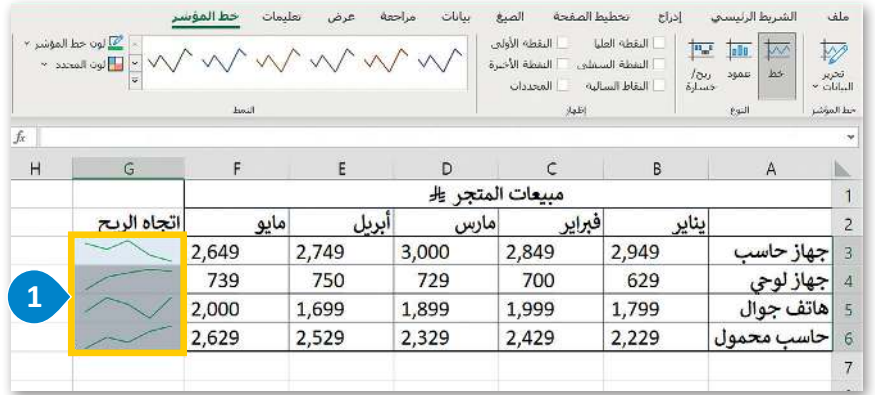 ملف الشريط الرئيسي إدراج تخطيط الصفحة الصيغ بيانات مراجعة عرض تعليمات خط المؤشر
تحرير البيانات
خط المؤشر
خط عمود ربح/خسارة
النوع
النقطة العليا النقطة الأولى
النقطة السفلى النقطة الأخيرة
النقاط السالبة المحددات
إظهار
النمط
لون خط المؤشر
لون المحدد
fx
A B C D E F G H
1 مبيعات المتجر
2 يناير فبراير مارس أبريل مايو اتجاه الربح
3 جهاز حاسب 2,949 2,849 3,000 2,749 2,649
4 جهاز لوحي 629 700 729 750 739
5 هاتف جوال 1,799 1,999 1,899 1,699 2,000
6 حاسب محمول 2,229 2,429 2,329 2,529 2,629
7
1